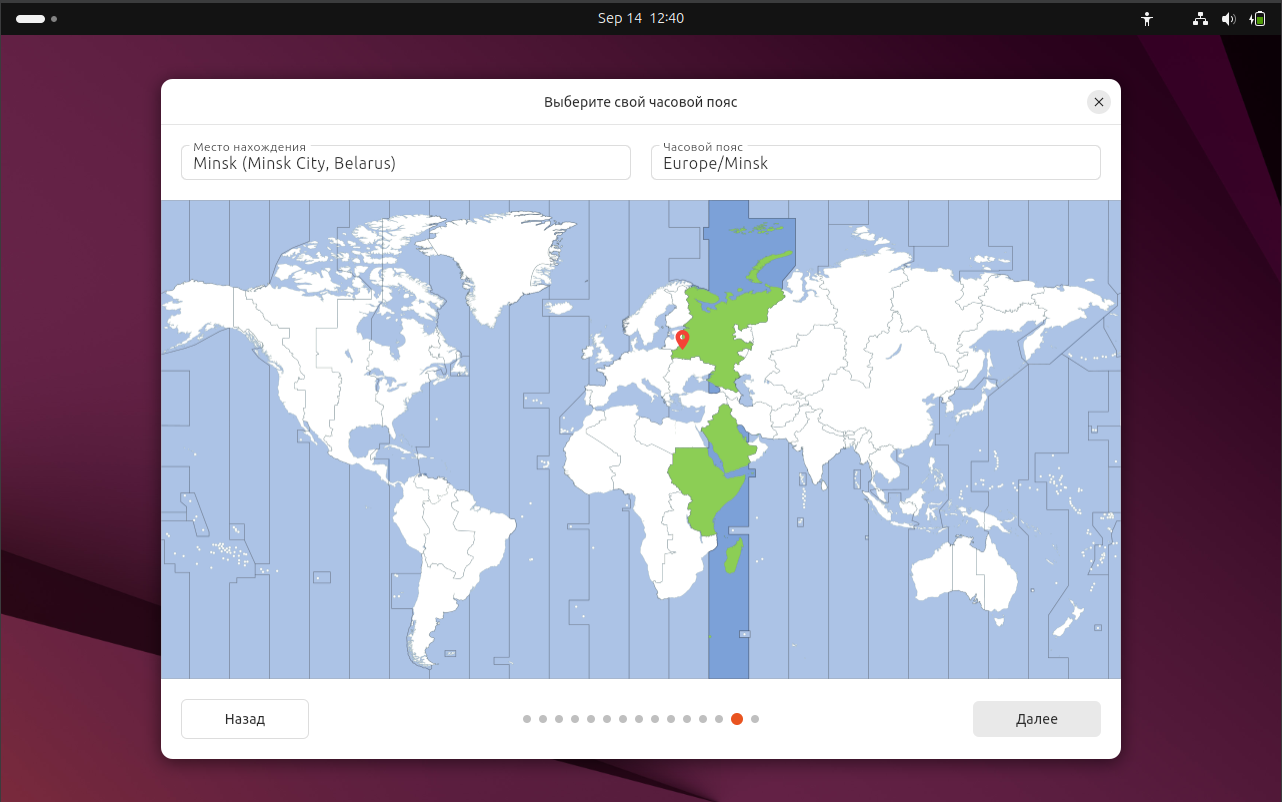 Sep 14 12:40
Выберите свой часовой пояс
Место нахождения
Minsk (Minsk City, Belarus)
Часовой пояс
Europe/Minsk
Назад
Далее